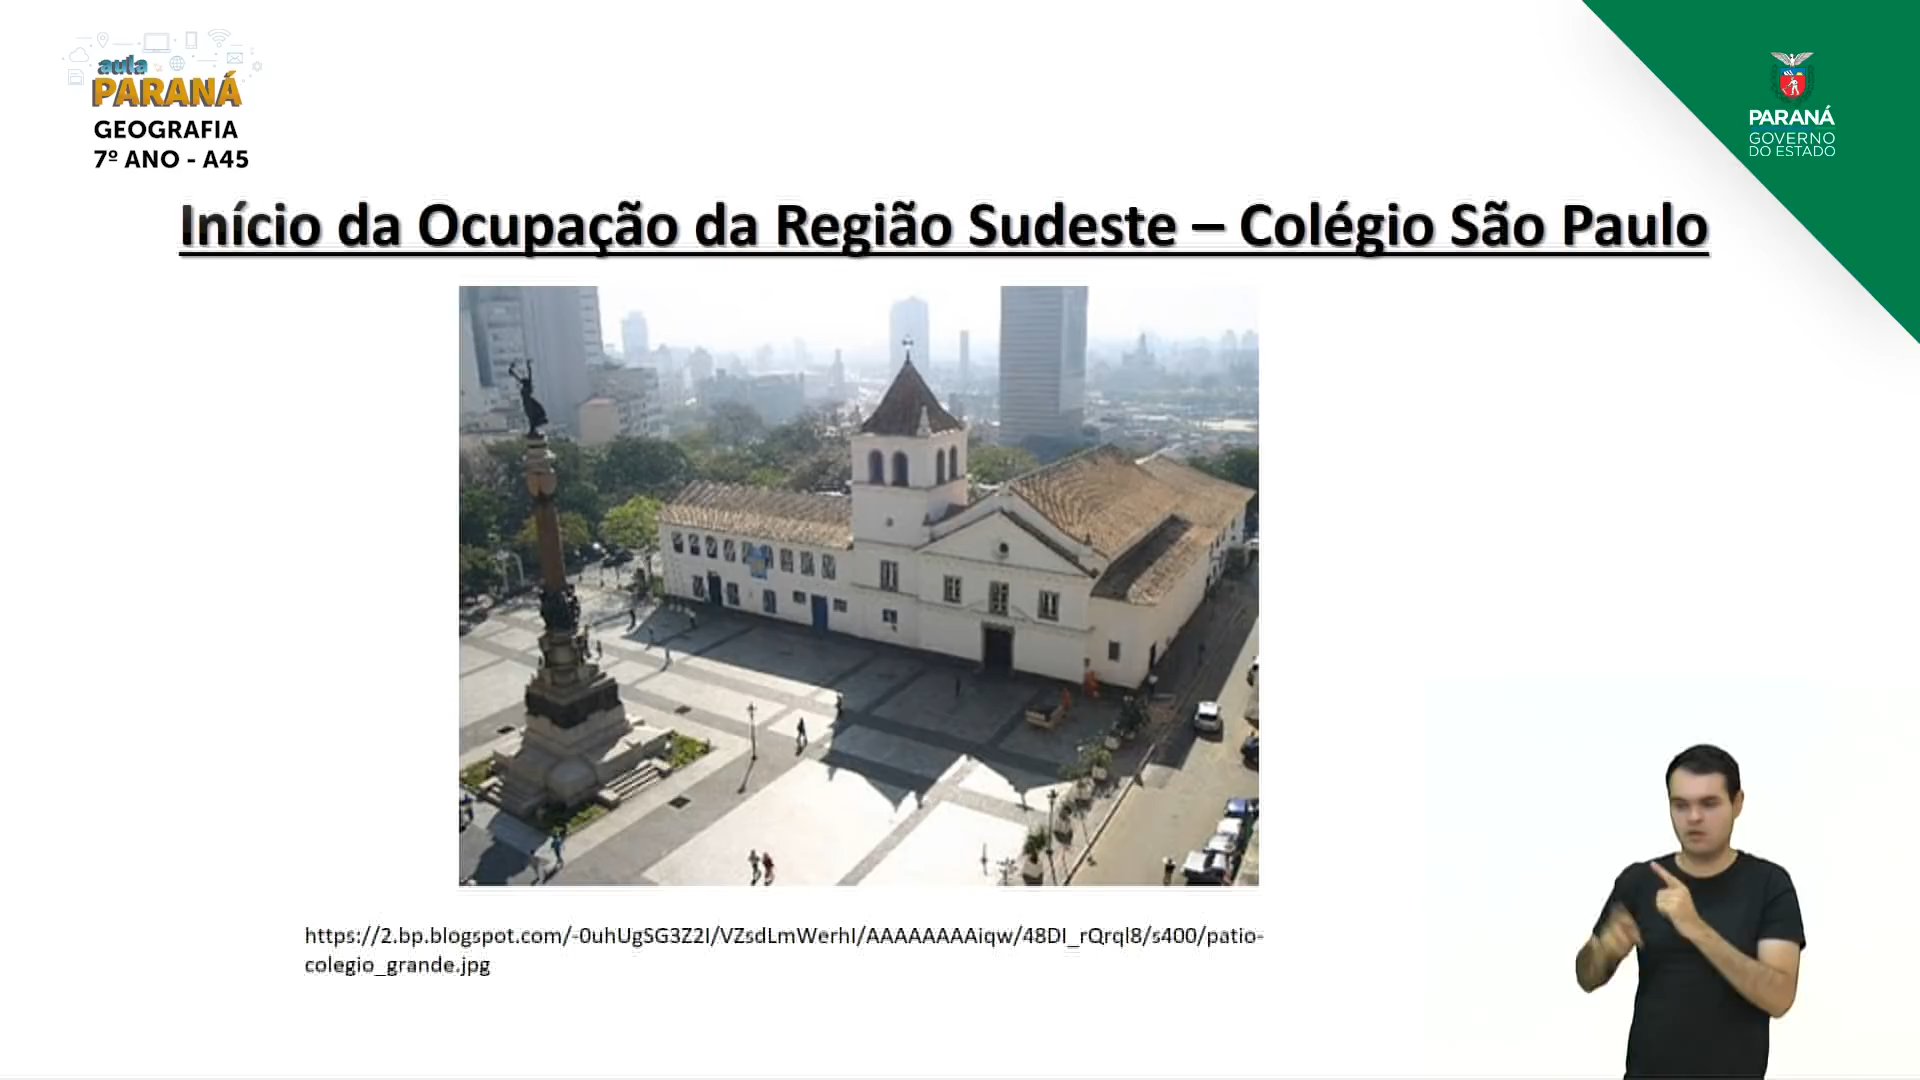 aula
PARANÁ
GEOGRAFIA
7º ANO - A45
PARANÁ
GOVERNO
DO ESTADO
Início da Ocupação da Região Sudeste – Colégio São Paulo
https://2.bp.blogspot.com/-0uhUgSG3Z2I/VZsdLmWerhI/AAAAAAAAiqw/48DI_rQrql8/s400/patio-
colegio_grande.jpg